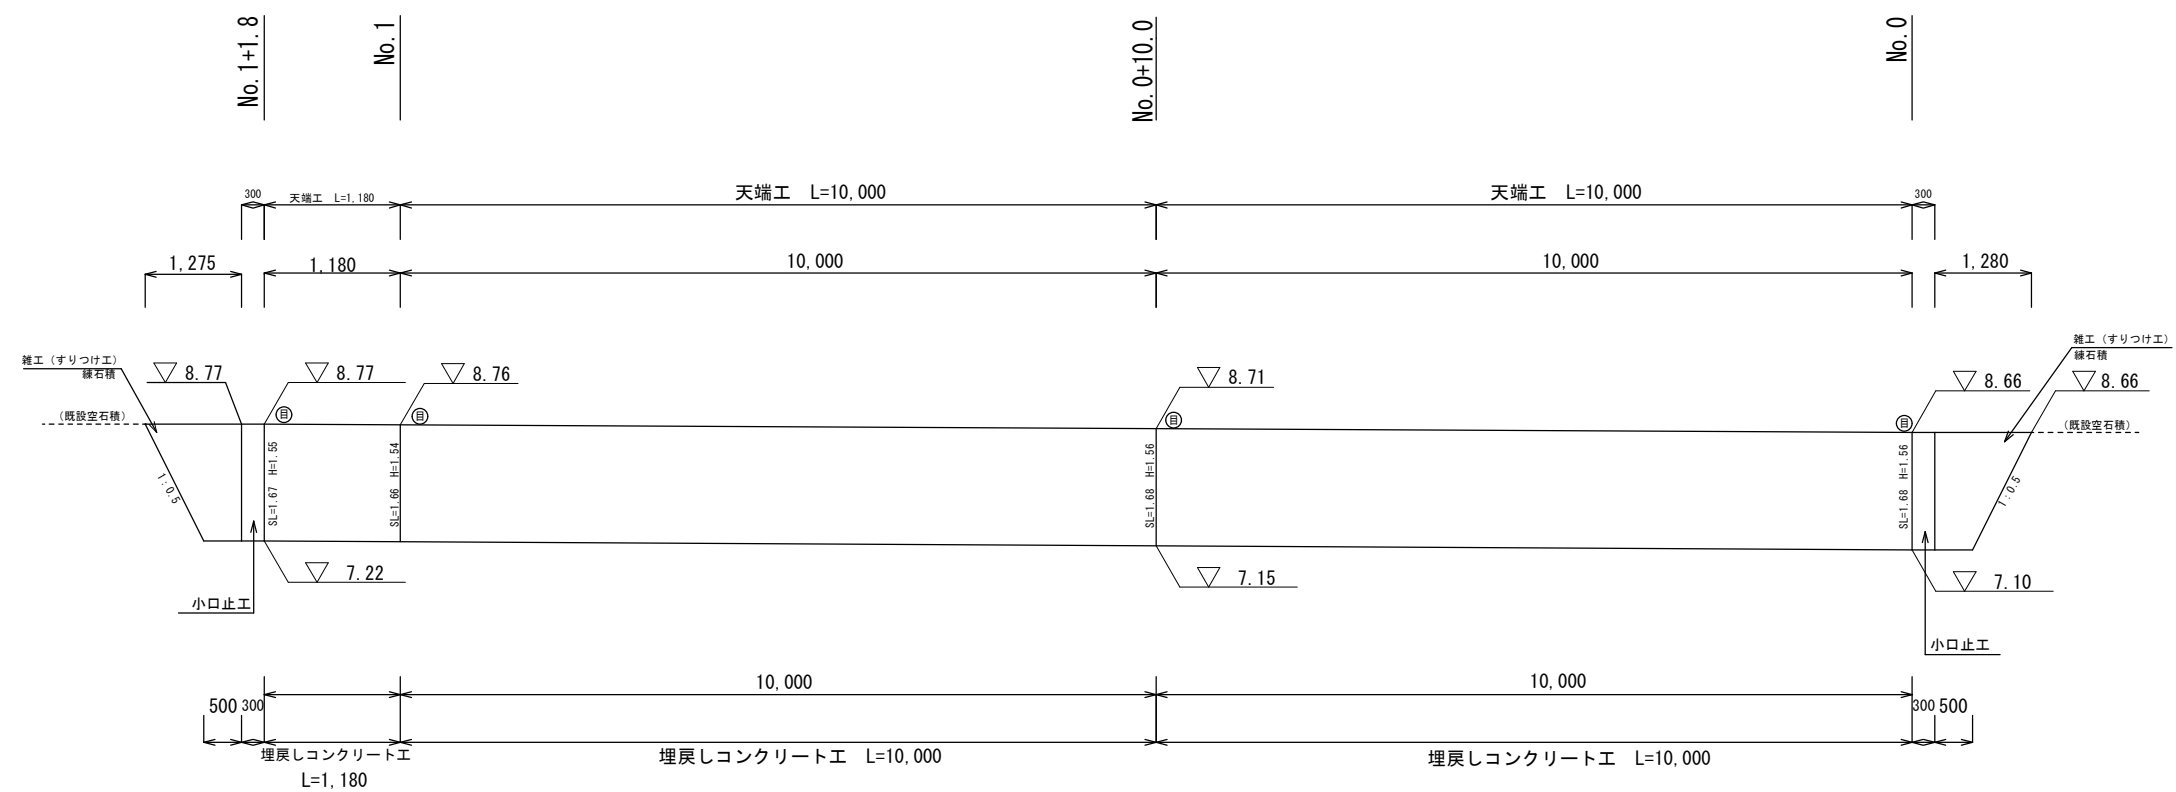 No.1+1.8
No.1
No.0+10.0
No.0
300
天端工 L=1,180
天端工 L=10,000
天端工 L=10,000
300
1,275
1,180
10,000
10,000
1,280
雑工（すりつけ工）
練石積
8.77
8.77
8.76
8.71
8.66
8.66
雑工（すりつけ工）
練石積
（既設空石積）
目
目
目
目
（既設空石積）
1:0.5
SL=1.67 H=1.55
SL=1.66 H=1.54
SL=1.68 H=1.56
SL=1.68 H=1.56
1:0.5
7.22
7.15
7.10
小口止工
小口止工
10,000
10,000
500
300
300
500
埋戻しコンクリート工
L=1,180
埋戻しコンクリート工 L=10,000
埋戻しコンクリート工 L=10,000